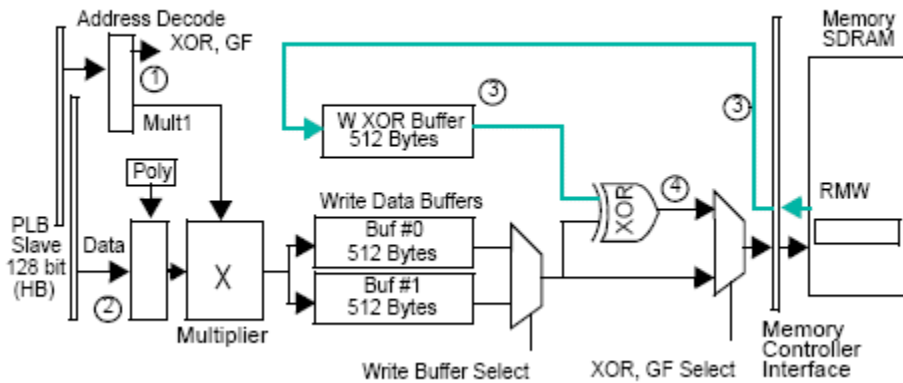 Address Decode
XOR, GF
1
Mult1
Poly
PLB
Slave
128 bit
(HB)
Data
2
X
Multiplier
W XOR Buffer
512 Bytes
3
Write Data Buffers
Buf #0
512 Bytes
Buf #1
512 Bytes
Write Buffer Select
XOR
4
XOR, GF Select
3
Memory
SDRAM
RMW
Memory
Controller
Interface